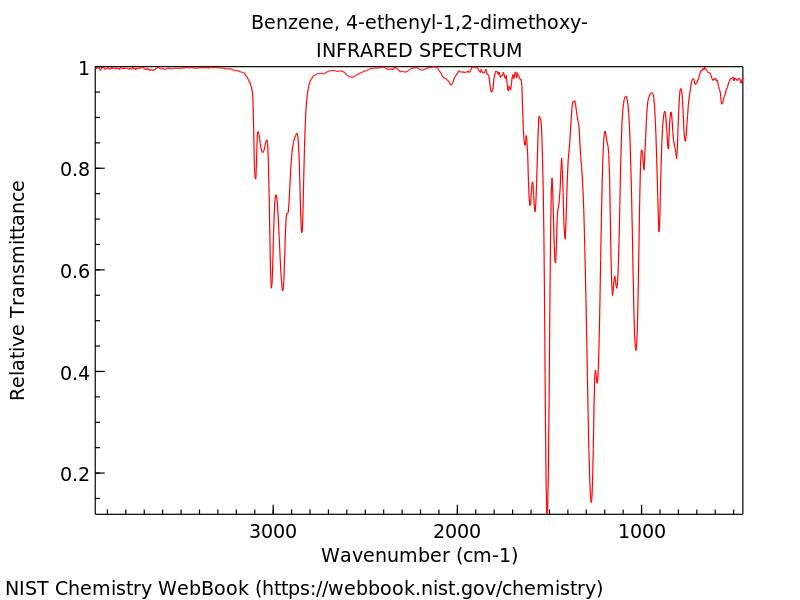 Benzene, 4-ethenyl-1,2-dimethoxy-
INFRARED SPECTRUM
1
0.8
0.6
0.4
0.2
Relative Transmittance
3000 2000 1000
Wavenumber (cm-1)
NIST Chemistry WebBook (https://webbook.nist.gov/chemistry)